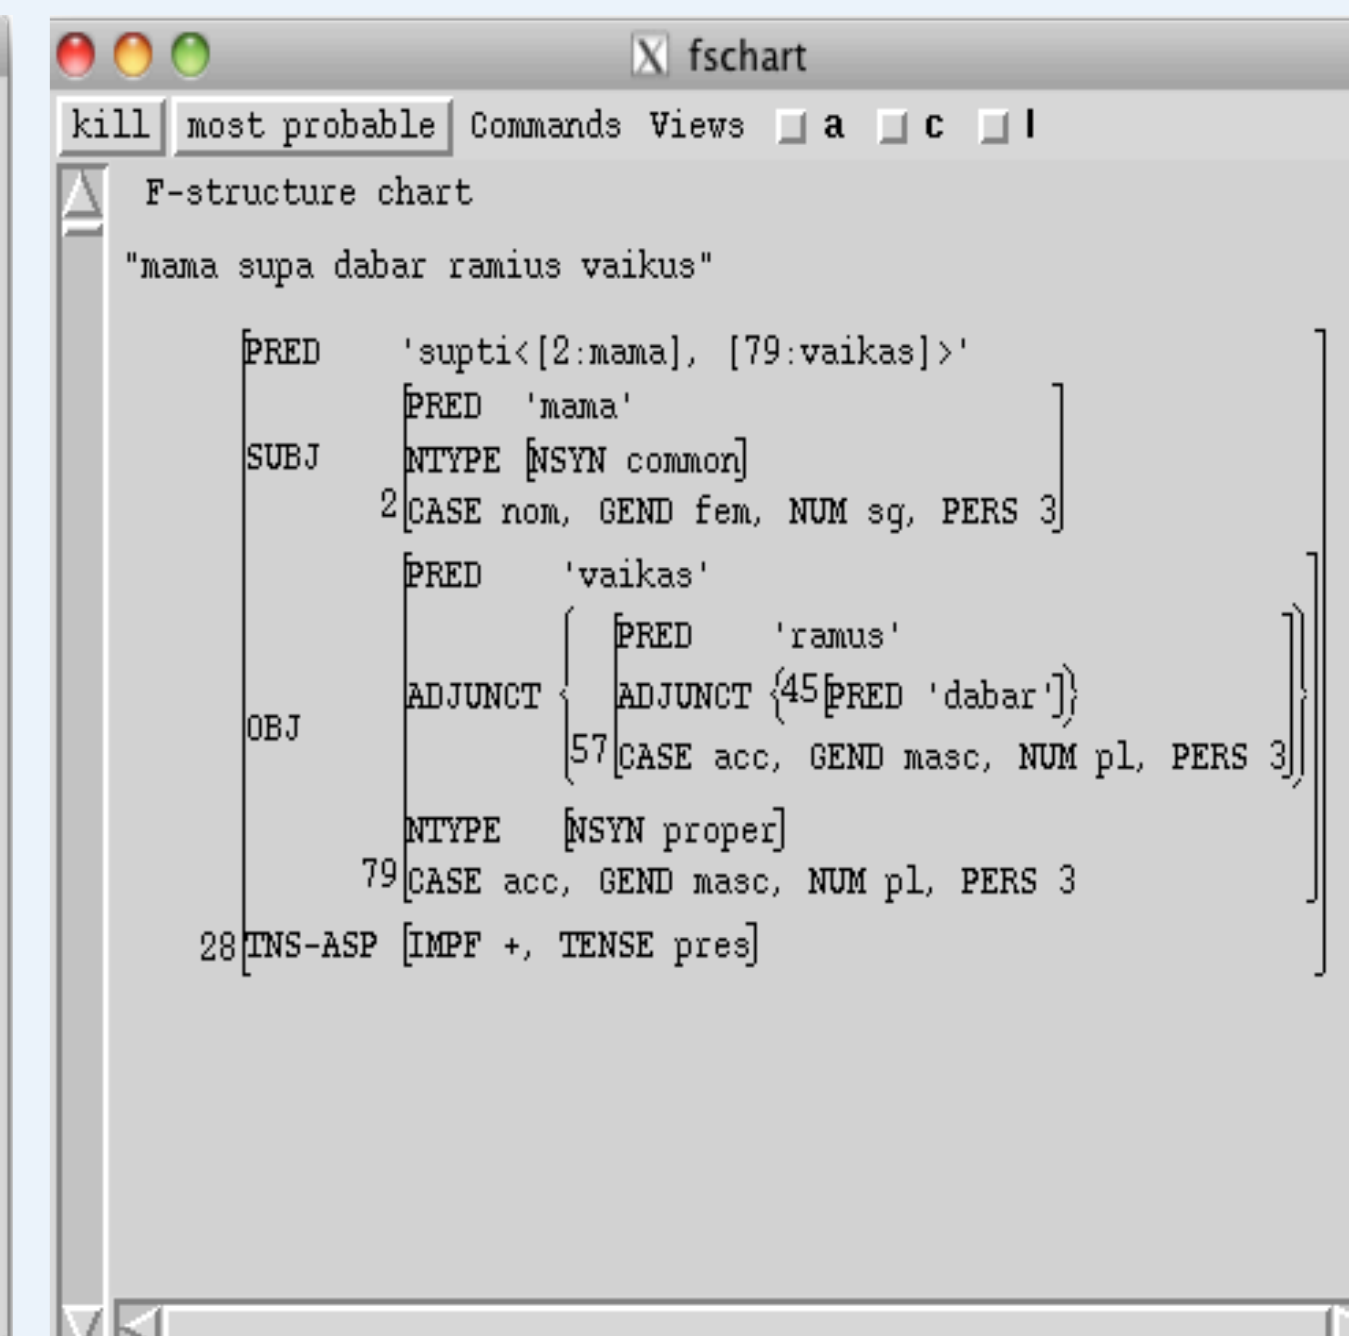 fschart
kill most probable Commands Views a c l
F-structure chart
"mama supa dabar ramius vaikus"
PRED 'supti<[2:mama], [79:vaikas]>'
PRED 'mama'
SUBJ NTYPE [NSYN common]
2 CASE nom, GEND fem, NUM sg, PERS 3
PRED 'vaikas'
PRED 'ramus'
ADJUNCT ADJUNCT {45[PRED 'dabar']}
OBJ
57 CASE acc, GEND masc, NUM pl, PERS 3
NTYPE [NSYN proper]
79 CASE acc, GEND masc, NUM pl, PERS 3
28 TNS-ASP [IMPF +, TENSE pres]